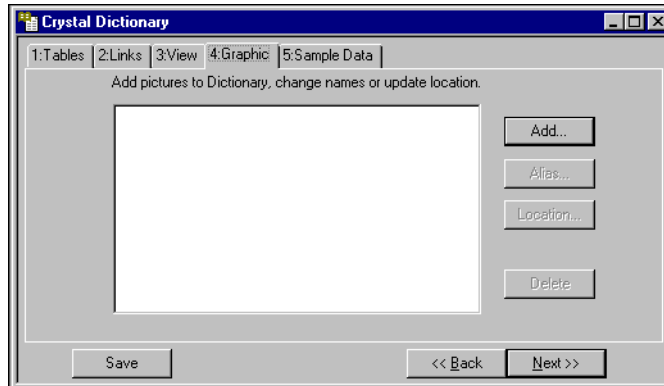 Crystal Dictionary
1:Tables 2:Links 3:View 4:Graphic 5:Sample Data
Add pictures to Dictionary, change names or update location.
Add...
Alias...
Location...
Delete
Save << Back Next >>